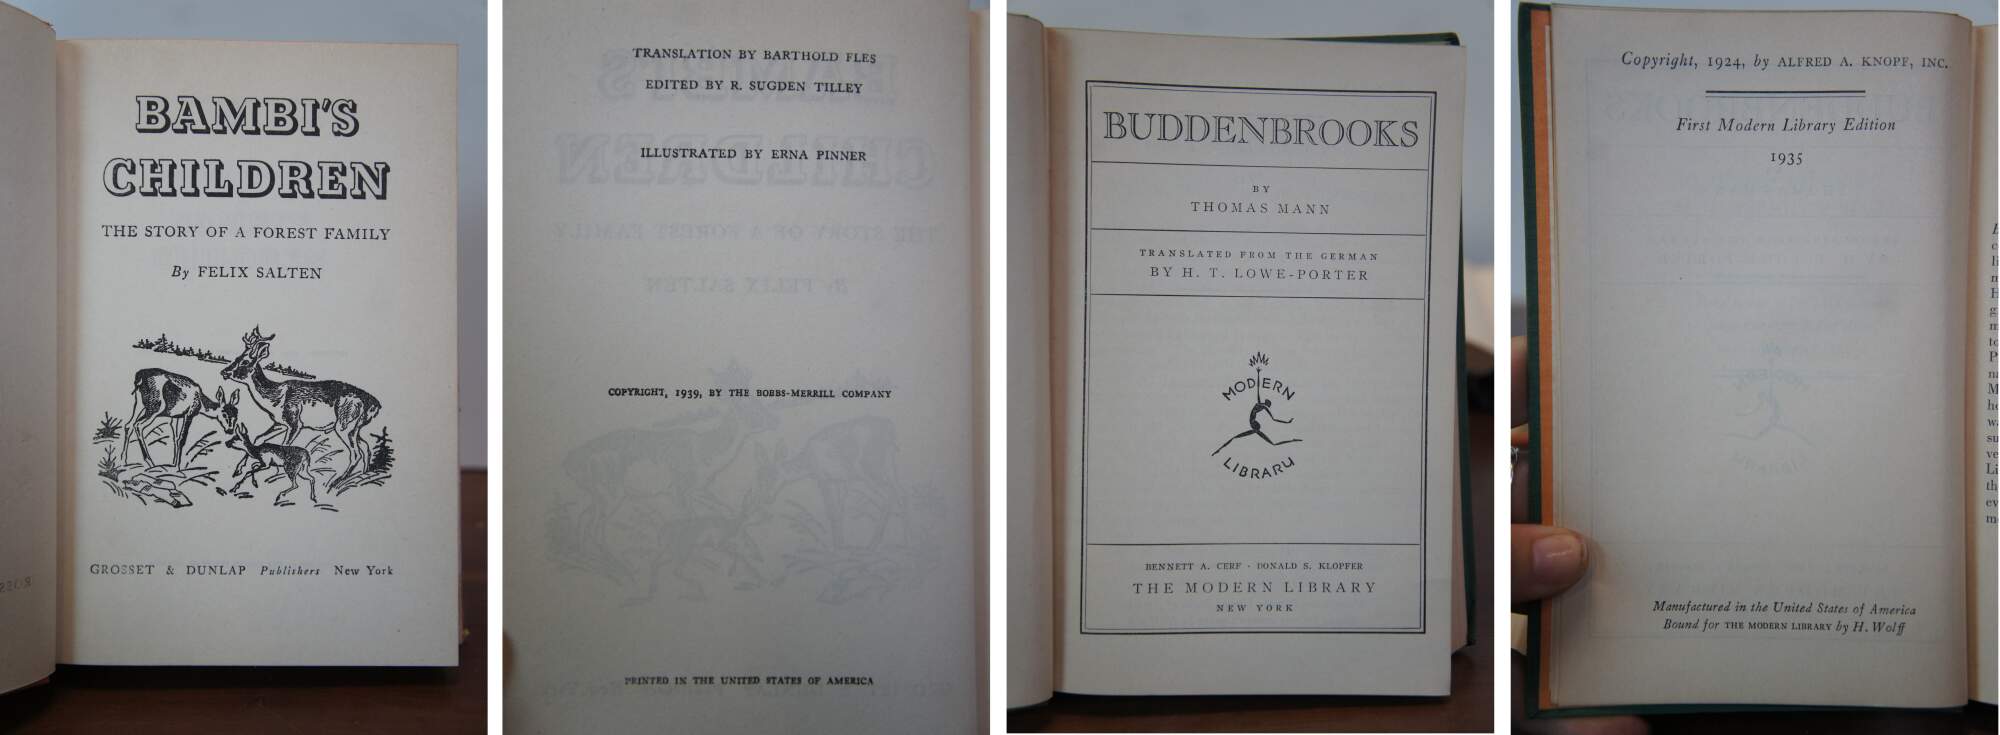 BAMBI'S
CHILDREN
THE STORY OF A FOREST FAMILY
By FELIX SALTEN
GROSSET & DUNLAP Publishers New York
TRANSLATION BY BARTHOLD FLES
EDITED BY R. SUGDEN TILLEY
ILLUSTRATED BY ERNA PINNER
COPYRIGHT, 1939, BY THE BOBBS-MERRILL COMPANY
PRINTED IN THE UNITED STATES OF AMERICA
BUDDENBROOKS
BY
THOMAS MANN
TRANSLATED FROM THE GERMAN
BY H. T. LOWE-PORTER
MODERN
LIBRARY
BENNETT A. CERF · DONALD S. KLOPFER
THE MODERN LIBRARY
NEW YORK
Copyright, 1924, by ALFRED A. KNOPF, INC.
First Modern Library Edition
1935
Manufactured in the United States of America
Bound for THE MODERN LIBRARY by H. Wolff